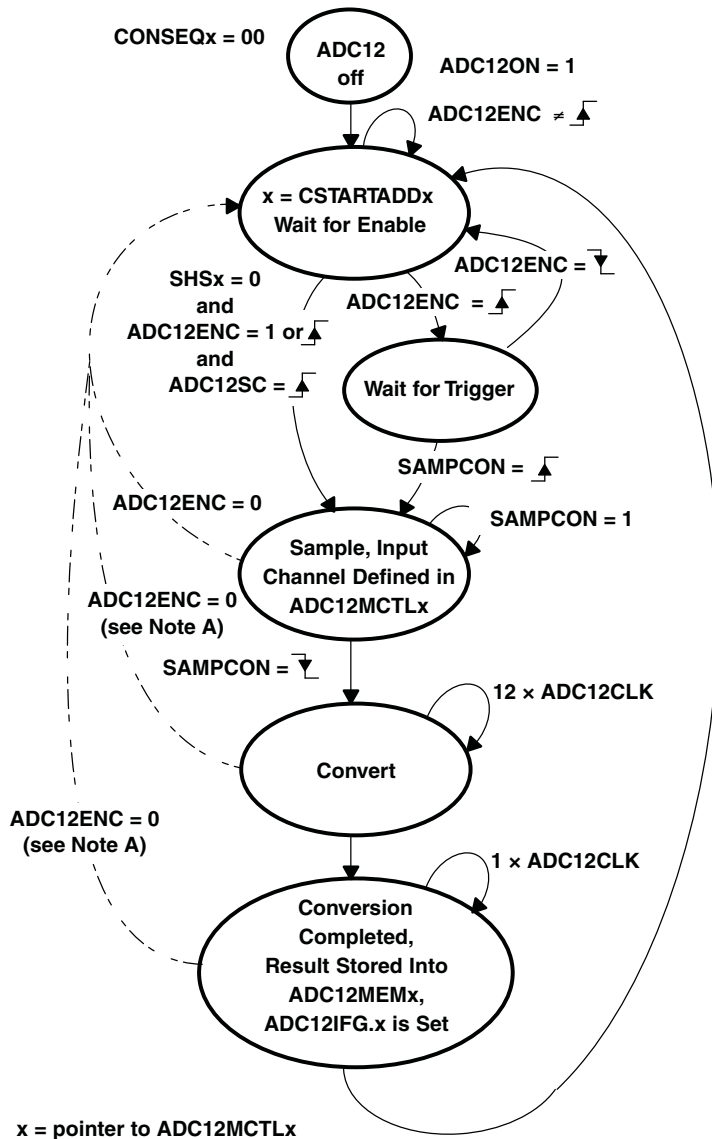 CONSEQx = 00
ADC12
off
ADC12ON = 1
ADC12ENC ≠
x = CSTARTADDx
Wait for Enable
ADC12ENC =
SHSx = 0
and
ADC12ENC = 1 or
and
ADC12SC =
ADC12ENC =
Wait for Trigger
SAMPCON =
ADC12ENC = 0
SAMPCON = 1
Sample, Input
Channel Defined in
ADC12MCTLx
ADC12ENC = 0
(see Note A)
SAMPCON =
12 × ADC12CLK
Convert
ADC12ENC = 0
(see Note A)
1 × ADC12CLK
Conversion
Completed,
Result Stored Into
ADC12MEMx,
ADC12IFG.x is Set
x = pointer to ADC12MCTLx